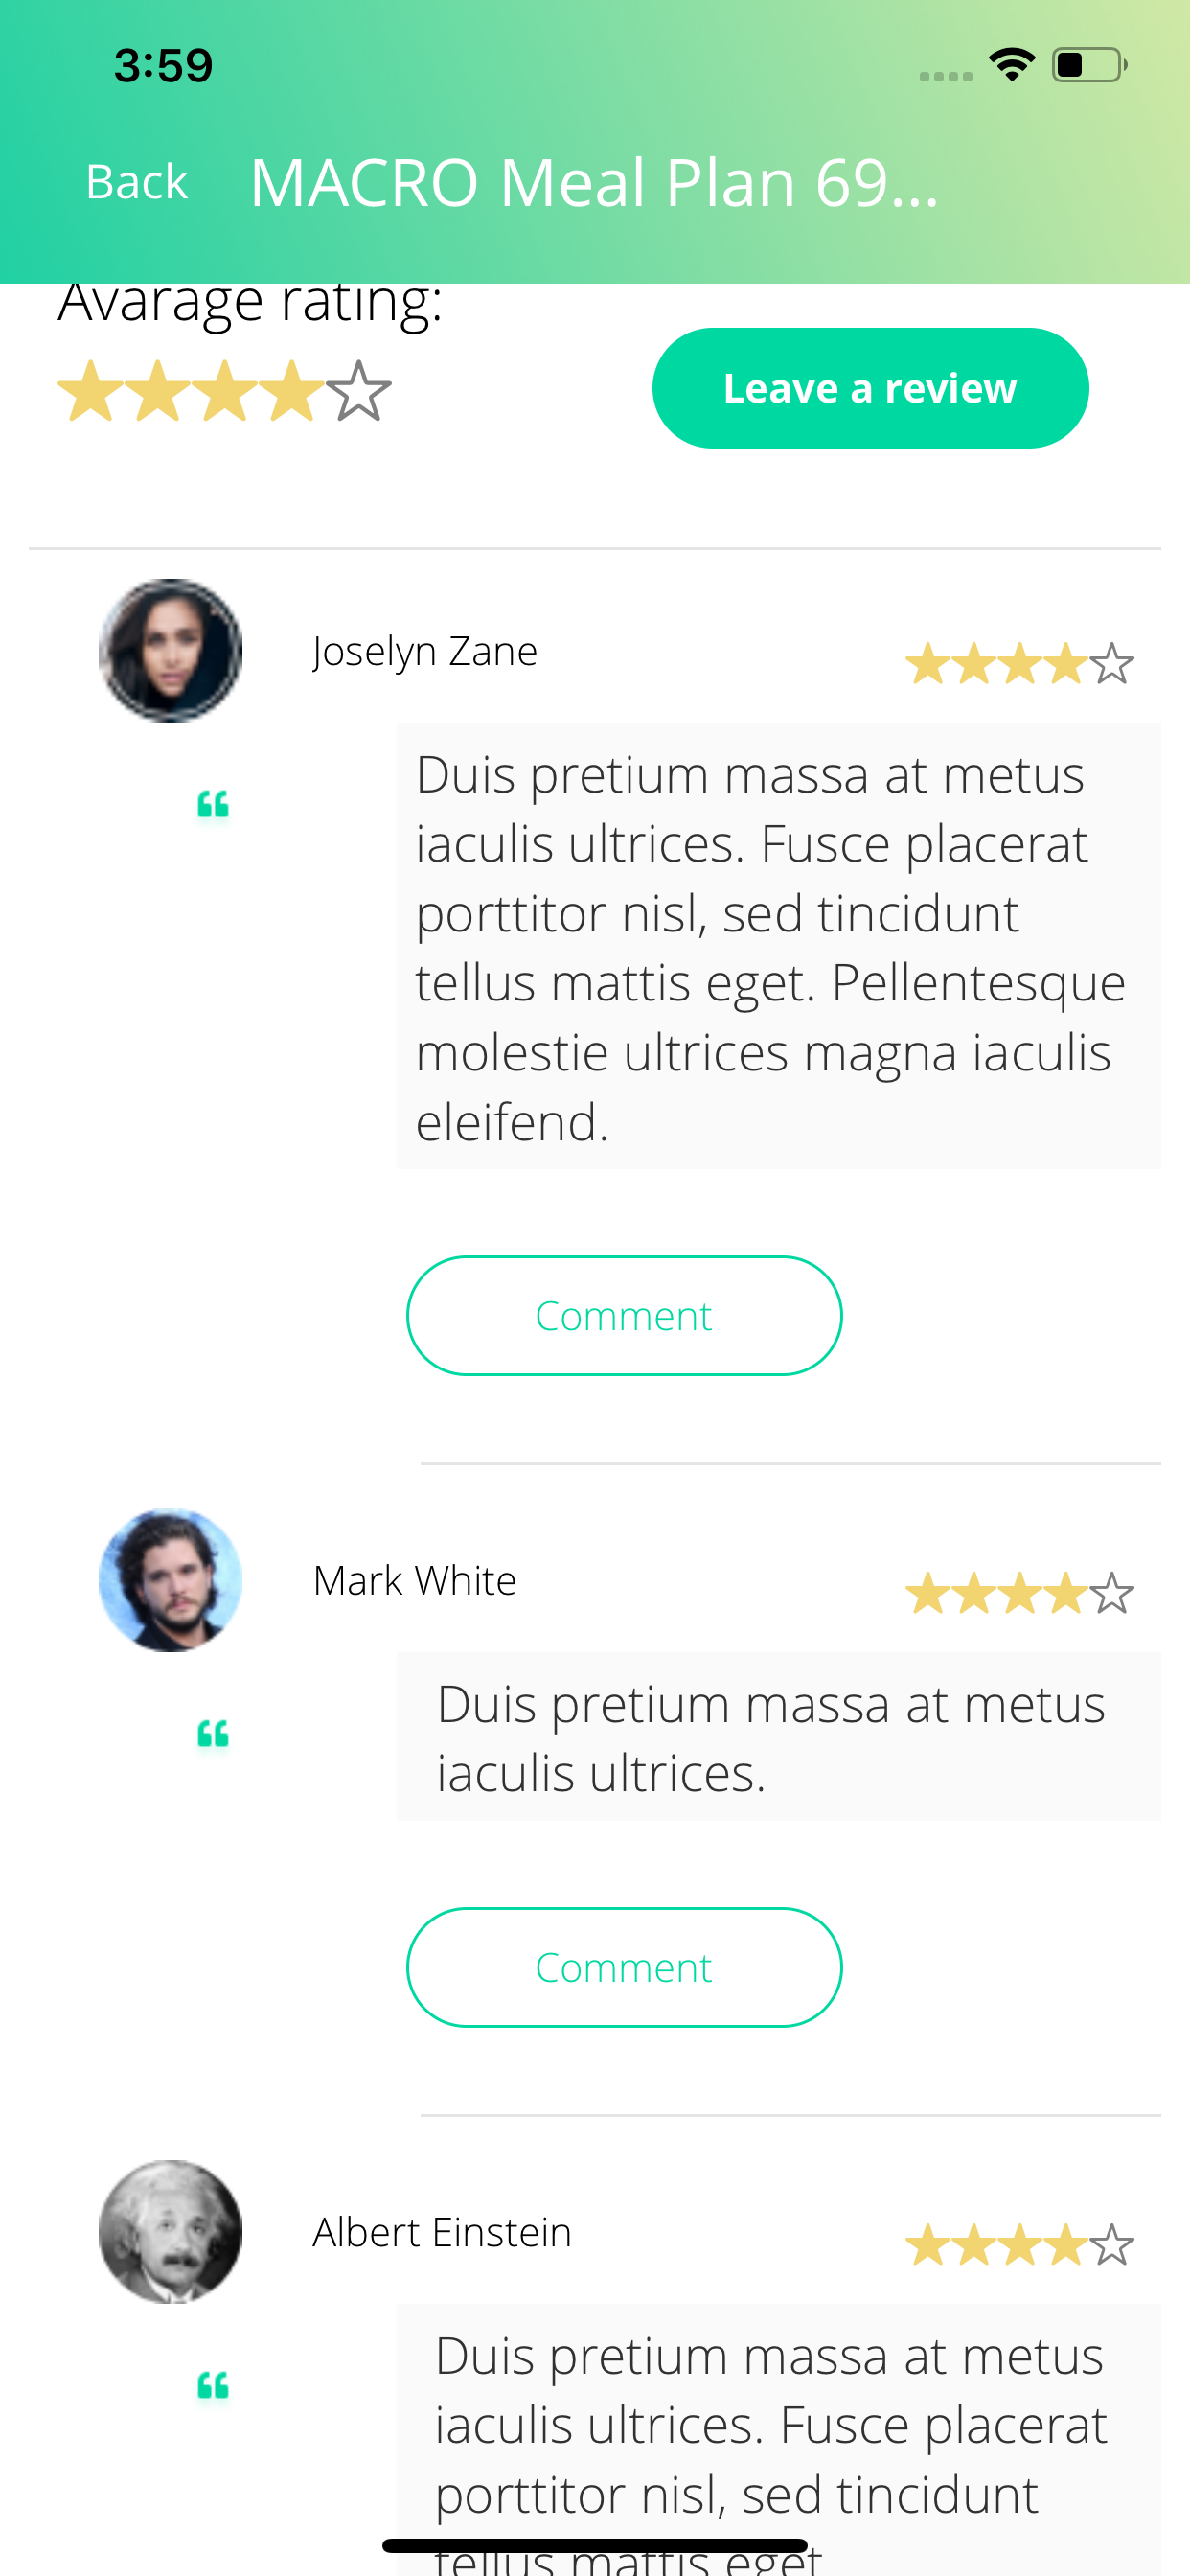 3:59
Back MACRO Meal Plan 69...
Avarage rating:
Leave a review
Joselyn Zane
Duis pretium massa at metus
iaculis ultrices. Fusce placerat
porttitor nisl, sed tincidunt
tellus mattis eget. Pellentesque
molestie ultrices magna iaculis
eleifend.
Comment
Mark White
Duis pretium massa at metus
iaculis ultrices.
Comment
Albert Einstein
Duis pretium massa at metus
iaculis ultrices. Fusce placerat
porttitor nisl, sed tincidunt
tellus mattis eget